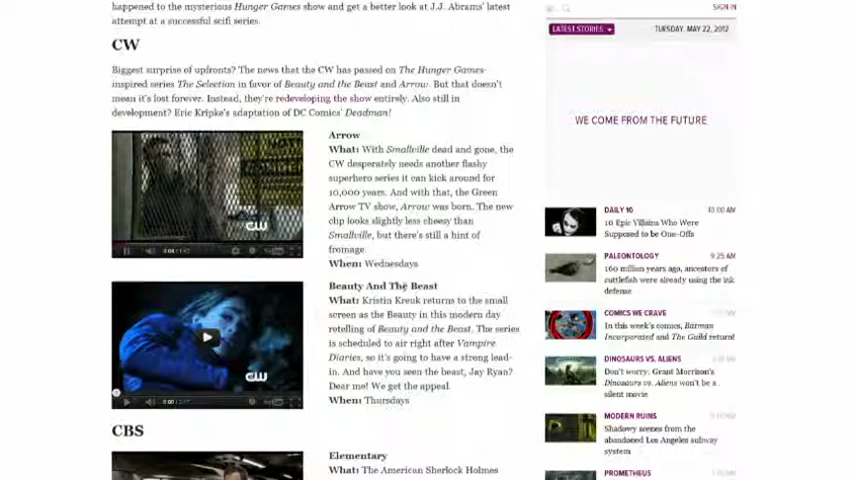 happened to the mysterious Hunger Games show and get a better look at J.J. Abrams' latest
attempt at a successful scifi series.
CW
Biggest surprise of upfronts? The news that the CW has passed on The Hunger Games-
inspired series The Selection in favor of Beauty and the Beast and Arrow. But that doesn't
mean it's lost forever. Instead, they're redeveloping the show entirely. Also still in
development? Eric Kripke's adaptation of DC Comics' Deadman!
Arrow
What: With Smallville dead and gone, the
CW desperately needs another flashy
superhero series it can kick around for
10,000 years. And with that, the Green
Arrow TV show, Arrow was born. The new
clip looks slightly less cheesy than
Smallville, but there's still a hint of
fromage.
When: Wednesdays
CW
Beauty And The Beast
What: Kristin Kreuk returns to the small
screen as the Beauty in this modern day
retelling of Beauty and the Beast. The series
is scheduled to air right after Vampire
Diaries, so it's going to have a strong lead-
in. And have you seen the beast, Jay Ryan?
Dear me! We get the appeal.
When: Thursdays
CW
CBS
Elementary
What: The American Sherlock Holmes
SIGN IN
LATEST STORIES
TUESDAY, MAY 22, 2012
WE COME FROM THE FUTURE
DAILY 10 10:00 AM
10 Epic Villains Who Were
Supposed to be One-Offs
PALEONTOLOGY 9:25 AM
160 million years ago, ancestors of
cuttlefish were already using the ink
defense
COMICS WE CRAVE
In this week's comics, Batman
Incorporated and The Guild return!
DINOSAURS VS. ALIENS
Don't worry: Grant Morrison's
Dinosaurs vs. Aliens won't be a
silent movie
MODERN RUINS
Shadowy scenes from the
abandoned Los Angeles subway
system
PROMETHEUS